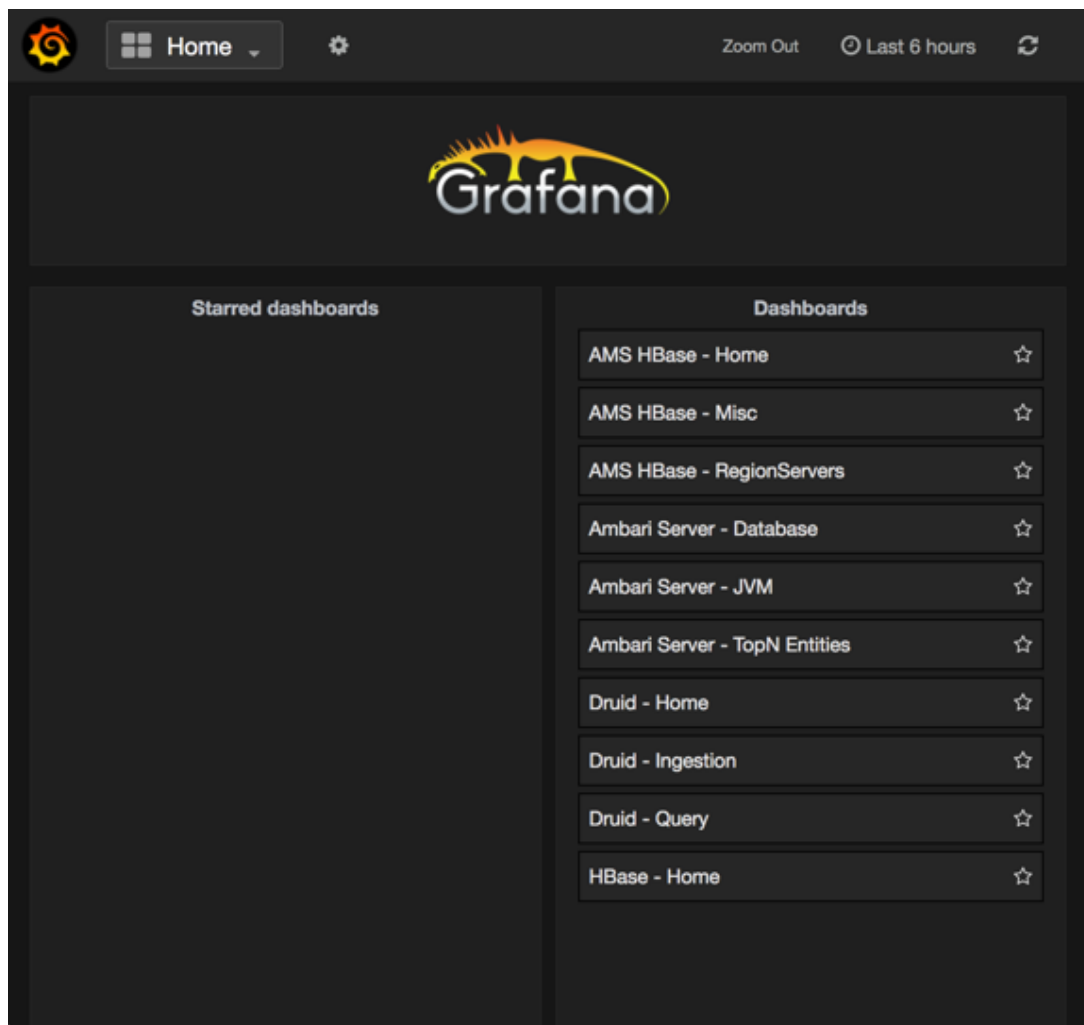 Home Zoom Out Last 6 hours
Grafana
Starred dashboards
Dashboards
AMS HBase - Home
AMS HBase - Misc
AMS HBase - RegionServers
Ambari Server - Database
Ambari Server - JVM
Ambari Server - TopN Entities
Druid - Home
Druid - Ingestion
Druid - Query
HBase - Home